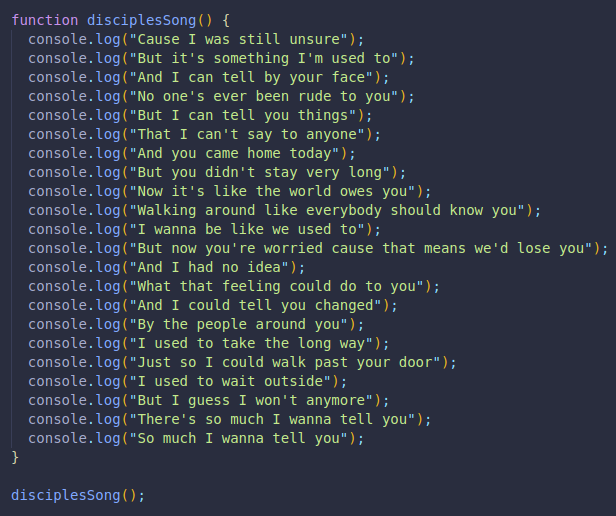 function disciplesSong() {
  console.log("Cause I was still unsure");
  console.log("But it's something I'm used to");
  console.log("And I can tell by your face");
  console.log("No one's ever been rude to you");
  console.log("But I can tell you things");
  console.log("That I can't say to anyone");
  console.log("And you came home today");
  console.log("But you didn't stay very long");
  console.log("Now it's like the world owes you");
  console.log("Walking around like everybody should know you");
  console.log("I wanna be like we used to");
  console.log("But now you're worried cause that means we'd lose you");
  console.log("And I had no idea");
  console.log("What that feeling could do to you");
  console.log("And I could tell you changed");
  console.log("By the people around you");
  console.log("I used to take the long way");
  console.log("Just so I could walk past your door");
  console.log("I used to wait outside");
  console.log("But I guess I won't anymore");
  console.log("There's so much I wanna tell you");
  console.log("So much I wanna tell you");
}

disciplesSong();